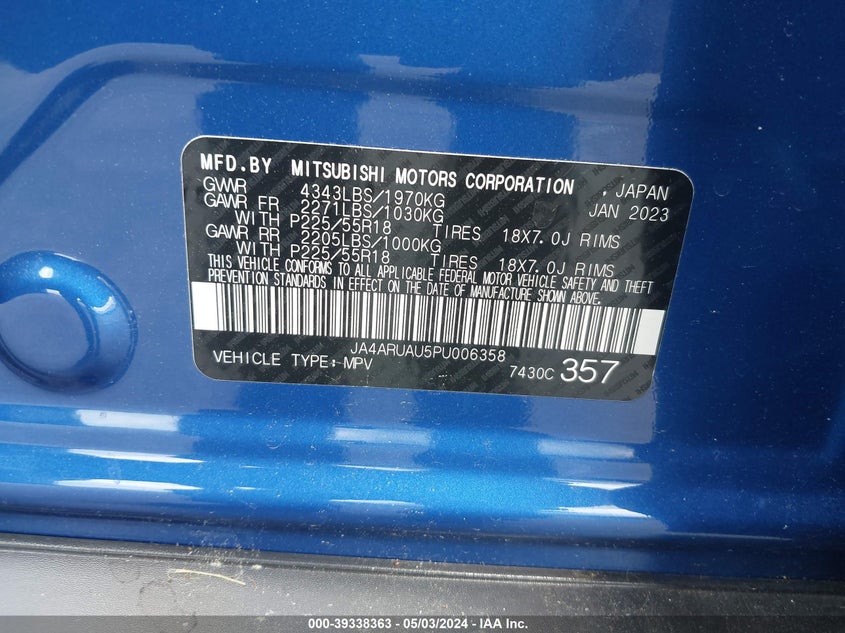 MFD.BY MITSUBISHI MOTORS CORPORATION , JAPAN
GVWR 4343LBS/1970KG JAN 2023
GAWR FR 2271LBS/1030KG
WITH P225/55R18 TIRES 18X7.0J RIMS
GAWR RR 2205LBS/1000KG
WITH P225/55R18 TIRES 18X7.0J RIMS
THIS VEHICLE CONFORMS TO ALL APPLICABLE FEDERAL MOTOR VEHICLE SAFETY AND THEFT
PREVENTION STANDARDS IN EFFECT ON THE DATE OF MANUFACTURE SHOWN ABOVE.
JA4ARUAU5PU006358
VEHICLE TYPE:MPV 7430C 357
000-39338363 - 05/03/2024 - IAA Inc.